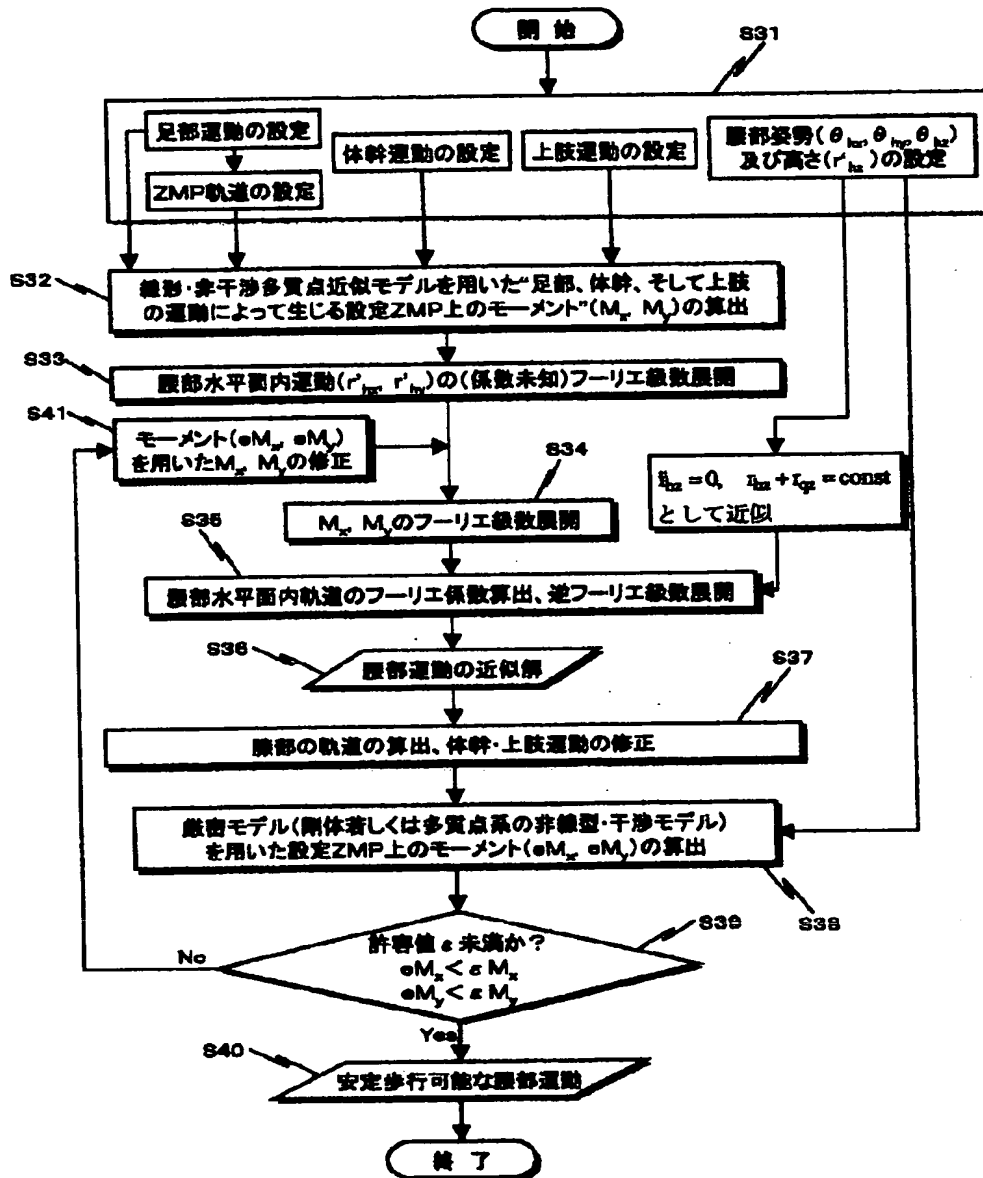 開 始
S31
足部運動の設定
ZMP軌道の設定
体幹運動の設定
上肢運動の設定
腰部姿勢(θhx, θhy, θhz)
及び高さ(r'hz)の設定
S32
線形・非干渉多質点近似モデルを用いた"足部、体幹、そして上肢
の運動によって生じる設定ZMP上のモーメント"(Mx, My)の算出
S33
腰部水平面内運動(r'hx, r'hy)の(係数未知)フーリエ級数展開
S41
モーメント(eMx, eMy)
を用いたMx, Myの修正
S34
Mx, Myのフーリエ級数展開
として近似
S35
腰部水平面内軌道のフーリエ係数算出、逆フーリエ級数展開
S36
腰部運動の近似解
S37
の軌道の算出、体幹・上肢運動の修正
S38
厳密モデル(剛体若しくは多質点系の非線型・干渉モデル)
を用いた設定ZMP上のモーメント(eMx, eMy)の算出
S39
許容値 ε 未満か?
eMx < ε Mx
eMy < ε My
No
Yes
S40
安定歩行可能な腰部運動
終 了